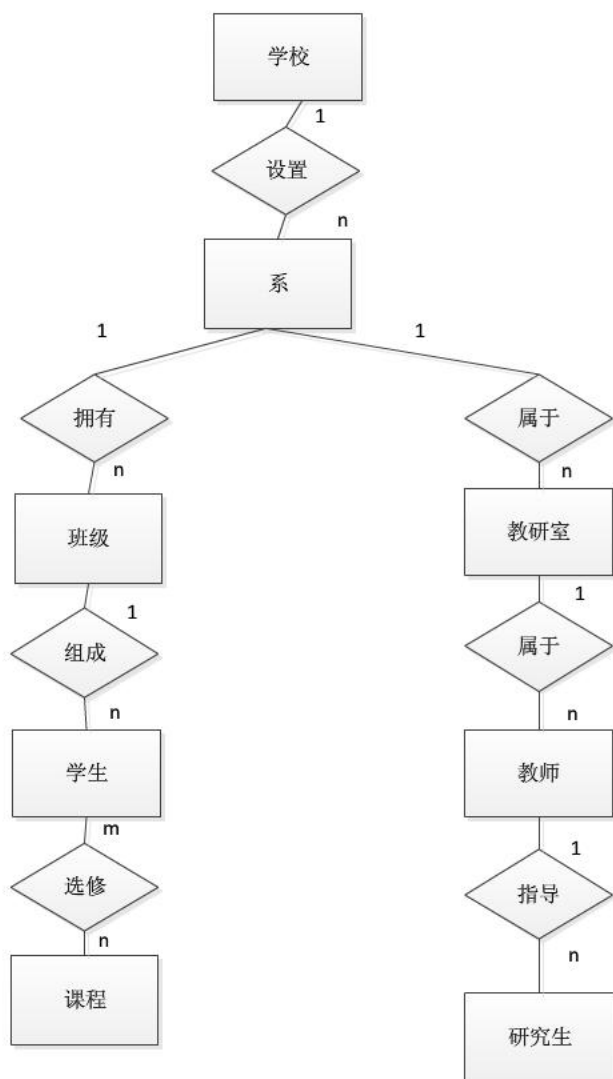 学校
1
设置
n
系
1 1
拥有 属于
n n
班级 教研室
1 1
组成 属于
n n
学生 教师
m 1
选修 指导
n n
课程 研究生